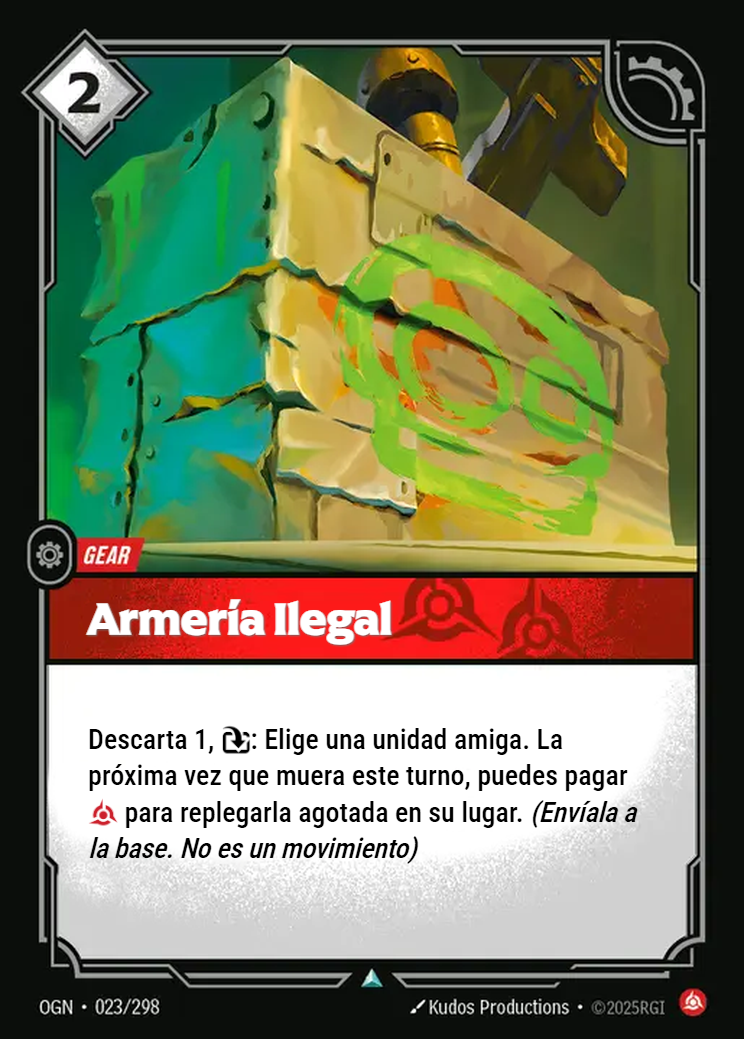 2
GEAR
Armería Ilegal
Descarta 1, : Elige una unidad amiga. La
próxima vez que muera este turno, puedes pagar
para replegarla agotada en su lugar. (Envíala a
la base. No es un movimiento)
OGN • 023/298
Kudos Productions • ©2025RGI